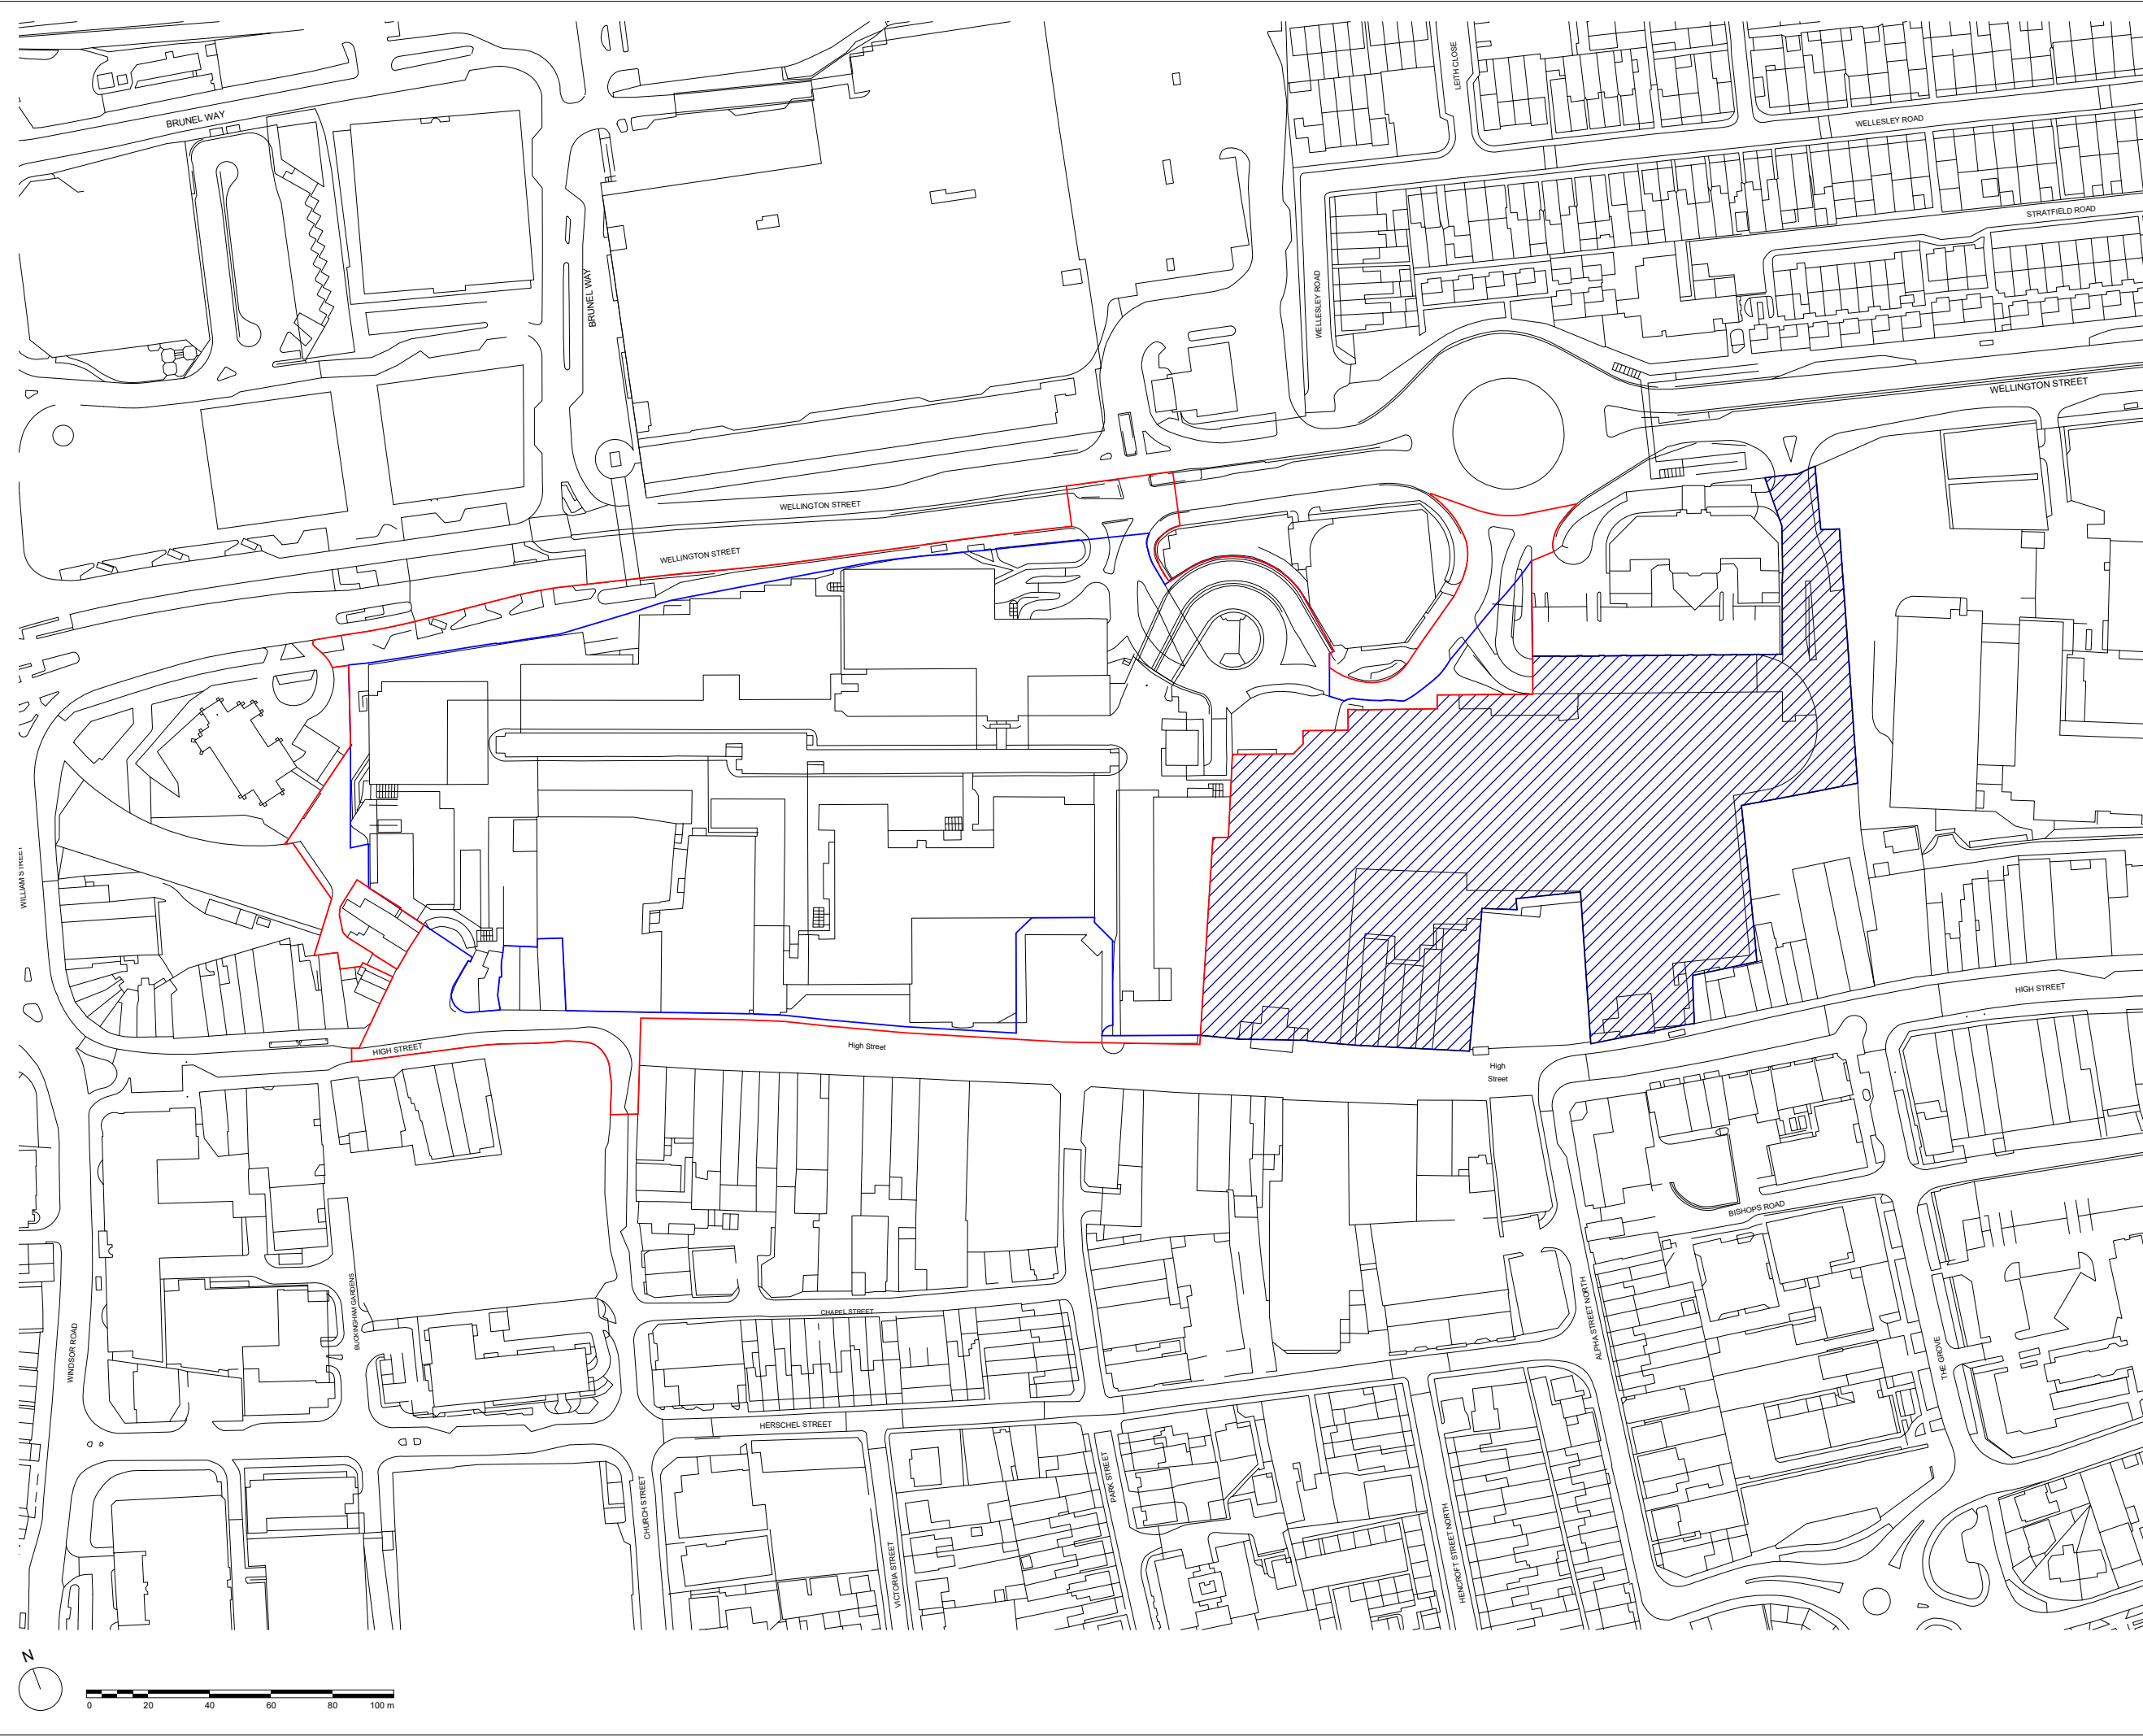 LEITH CLOSE
BRUNEL WAY
WELLESLEY ROAD
STRATFIELD ROAD
BRUNEL WAY
WELLESLEY ROAD
WELLINGTON STREET
WELLINGTON STREET
WELLINGTON STREET
WILLIAM STREET
HIGH STREET
HIGH STREET
High Street
High
Street
BISHOPS ROAD
BUCKINGHAM GARDENS
CHAPEL STREET
ALPHA STREET NORTH
WINDSOR ROAD
THE GROVE
HERSCHEL STREET
CHURCH STREET
PARK STREET
HENCROFT STREET NORTH
VICTORIA STREET
N
0 20 40 60 80 100 m